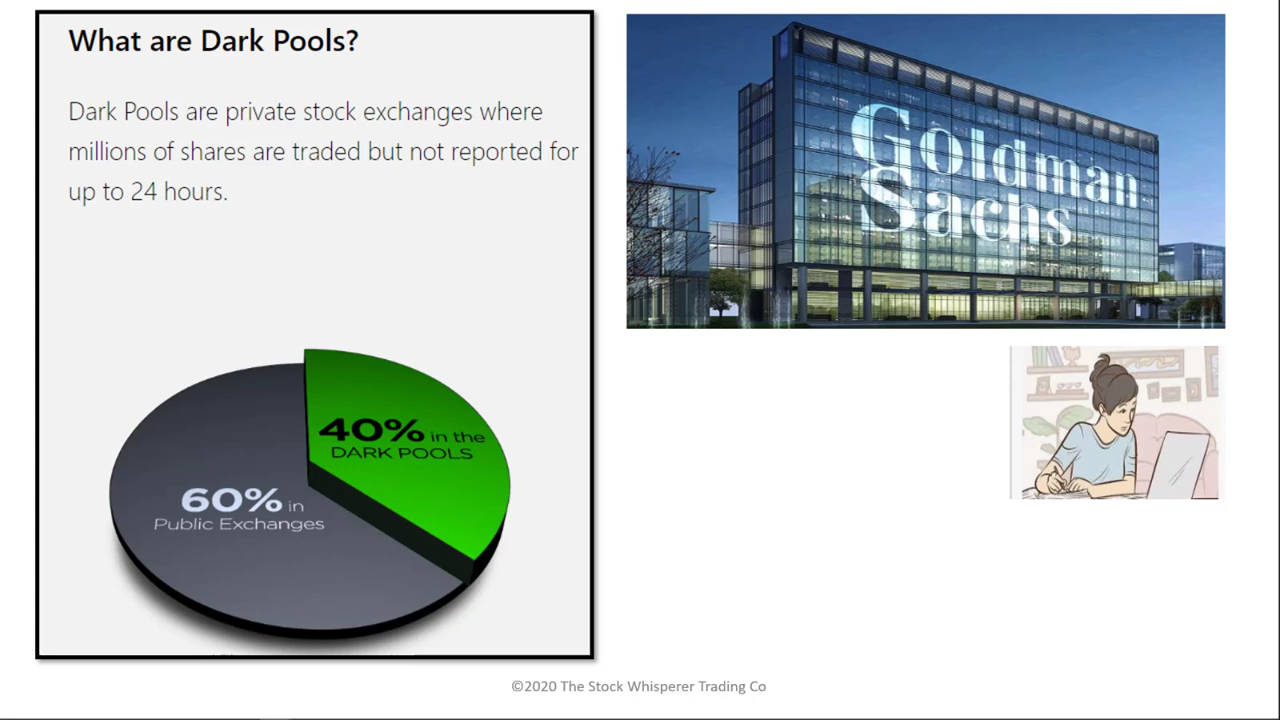 What are Dark Pools?
Dark Pools are private stock exchanges where
millions of shares are traded but not reported for
up to 24 hours.
40% in the
DARK POOLS
60% in
Public Exchanges
Goldman
Sachs
©2020 The Stock Whisperer Trading Co